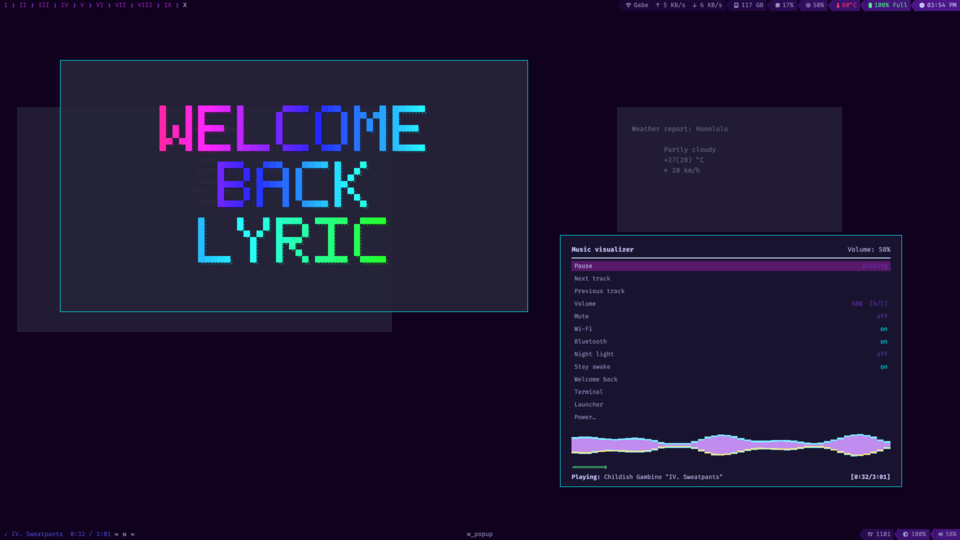 I › II › III › IV › V › VI › VII › VIII › IX › X
Gabe ↑ 5 KB/s ↓ 6 KB/s 117 GB 17% 50% 60°C 100% Full 03:54 PM
WELCOME
BACK
LYRIC
Weather report: Honolulu
Partly cloudy
+27(28) °C
← 20 km/h
Music visualizer Volume: 58%
Pause playing
Next track
Previous track
Volume 58% [h/l]
Mute off
Wi-Fi on
Bluetooth on
Night light off
Stay awake on
Welcome back
Terminal
Launcher
Power…
Playing: Childish Gambino "IV. Sweatpants" [0:32/3:01]
♪ IV. Sweatpants 0:32 / 3:01 w_popup 1101 100% 58%